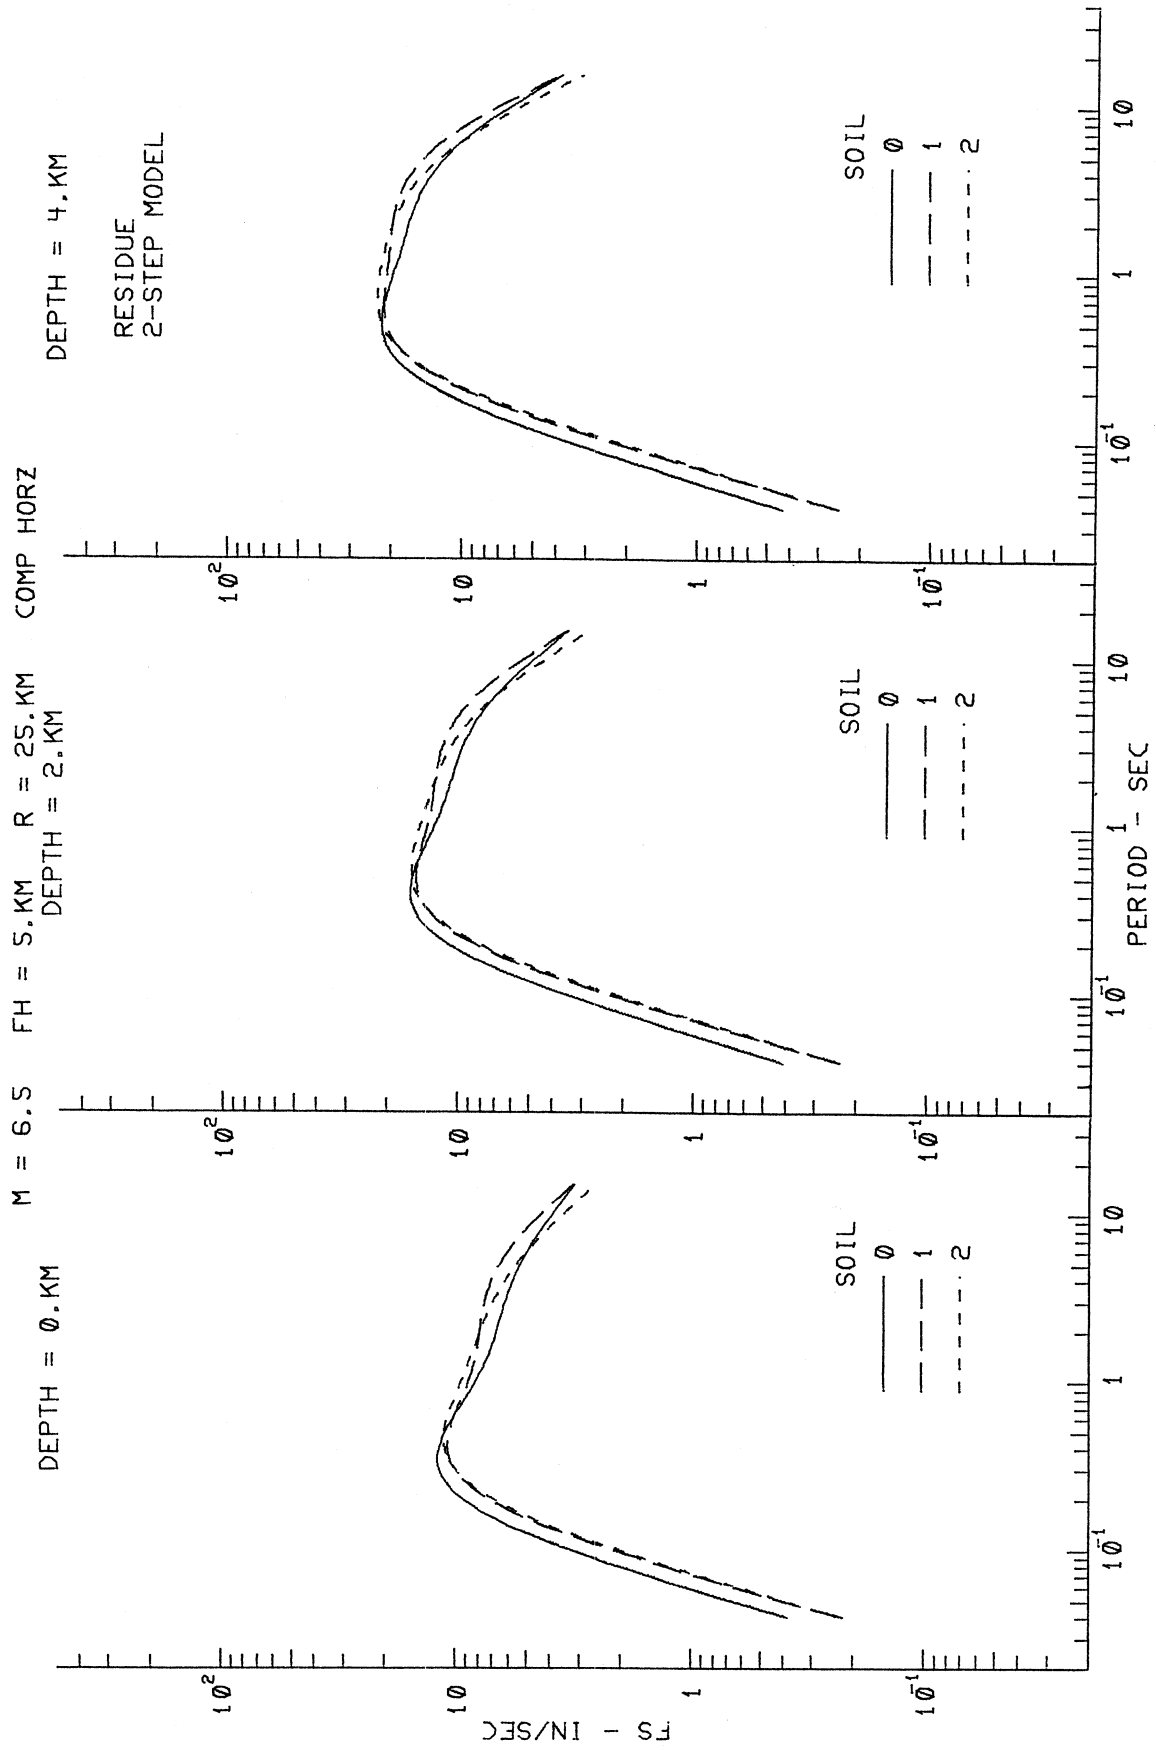 M = 6.5 FH = 5.KM R = 25.KM COMP HORZ
DEPTH = 0.KM
DEPTH = 2.KM
DEPTH = 4.KM
RESIDUE
2-STEP MODEL
FS - IN/SEC
10²
10
1
10⁻¹
10²
10
1
10⁻¹
10²
10
1
10⁻¹
SOIL
0
1
2
SOIL
0
1
2
SOIL
0
1
2
10⁻¹
1
10
10⁻¹
1
10
10⁻¹
1
10
PERIOD - SEC